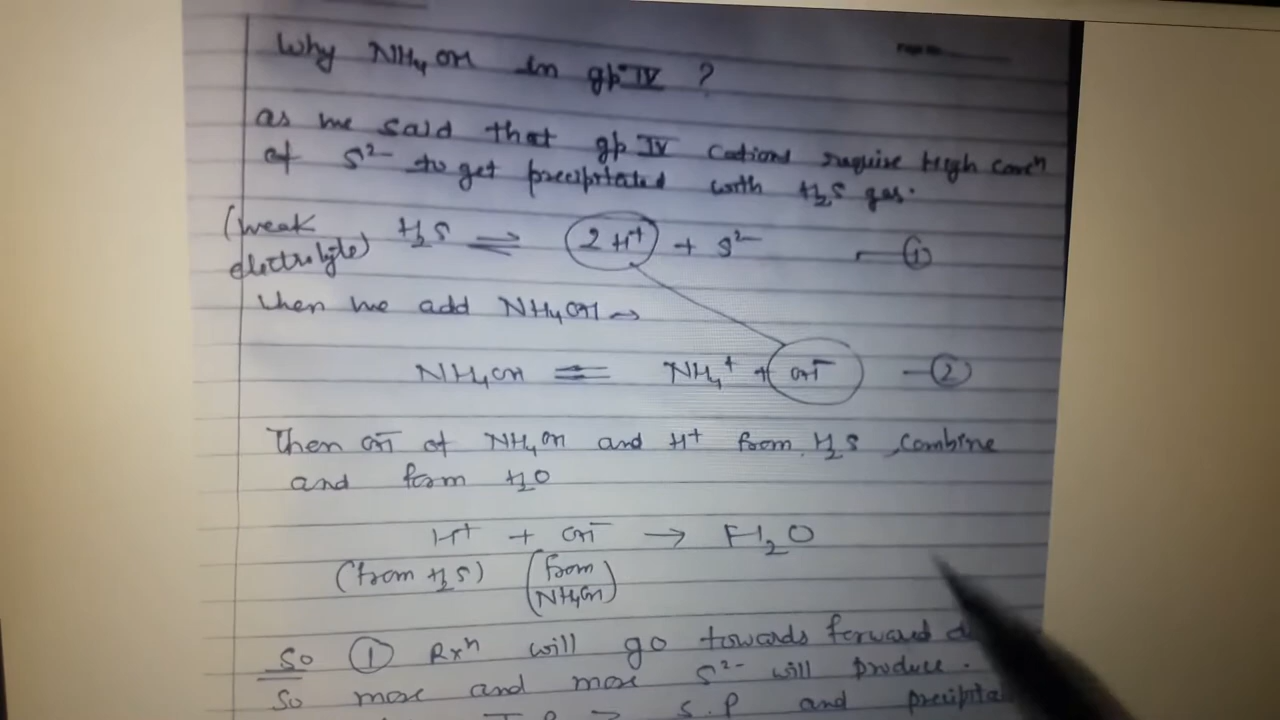 Why NH4OH in gp IV ?
as we said that gp IV cations require high concn
of S2- to get precipitated with H2S gas.
(weak electrolyte) H2S ⇌ 2H+ + S2- —①
when we add NH4OH →
NH4OH ⇌ NH4+ + OH- —②
Then OH- of NH4OH and H+ from H2S, combine
and form H2O
H+ + OH- → H2O
(from H2S) (from NH4OH)
So ① Rxn will go towards forward
So more and more S2- will produce.
I.P > S.P and